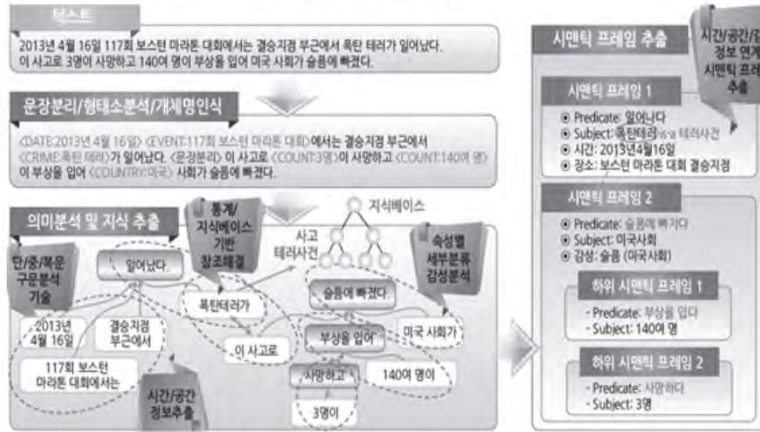 텍스트
2013년 4월 16일 117회 보스턴 마라톤 대회에서는 결승지점 부근에서 폭탄 테러가 일어났다.
이 사고로 3명이 사망하고 140여 명이 부상을 입어 미국 사회가 슬픔에 빠졌다.
문장분리/형태소분석/개체명인식
<DATE:2013년 4월 16일> <EVENT:117회 보스턴 마라톤 대회>에서는 결승지점 부근에서
<CRIME:폭탄 테러>가 일어났다. <문장분리> 이 사고로 <COUNT:3명>이 사망하고 <COUNT:140여 명>
이 부상을 입어 <COUNTRY:미국> 사회가 슬픔에 빠졌다.
의미분석 및 지식 추출
단/중/복문
구문분석
기술
통계/
지식베이스
기반
참조해결
지식베이스
사고
테러사건
속성별
세부분류
감성분석
일어났다.
폭탄테러가
2013년
4월 16일
결승지점
부근에서
117회 보스턴
마라톤 대회에서는
시간/공간
정보추출
이 사고로
슬픔에 빠졌다.
부상을 입어
미국 사회가
사망하고
140여 명이
3명이
시맨틱 프레임 추출
시간/공간/감
정보 연계
시맨틱 프레
추출
시맨틱 프레임 1
⊙ Predicate: 일어나다
⊙ Subject: 폭탄테러 is-a 테러사건
⊙ 시간: 2013년4월16일
⊙ 장소: 보스턴 마라톤 대회 결승지점
시맨틱 프레임 2
⊙ Predicate: 슬픔에 빠지다
⊙ Subject: 미국사회
⊙ 감성: 슬픔 (미국사회)
하위 시맨틱 프레임 1
- Predicate: 부상을 입다
- Subject: 140여 명
하위 시맨틱 프레임 2
- Predicate: 사망하다
- Subject: 3명